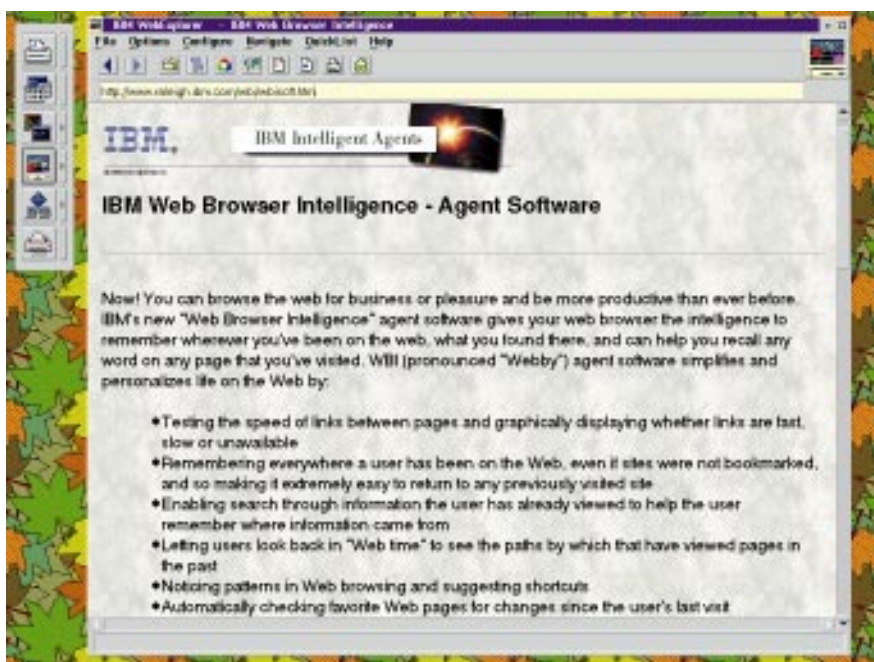 IBM WebExplorer - IBM Web Browser Intelligence
File Options Configure Navigate QuickList Help
IBM.
IBM Intelligent Agents
IBM Web Browser Intelligence - Agent Software
Now! You can browse the web for business or pleasure and be more productive than ever before.
IBM's new "Web Browser Intelligence" agent software gives your web browser the intelligence to
remember wherever you've been on the web, what you found there, and can help you recall any
word on any page that you've visited. WBI (pronounced "Webby") agent software simplifies and
personalizes life on the Web by:
•Testing the speed of links between pages and graphically displaying whether links are fast,
slow or unavailable
•Remembering everywhere a user has been on the Web, even if sites were not bookmarked,
and so making it extremely easy to return to any previously visited site
•Enabling search through information the user has already viewed to help the user
remember where information came from
•Letting users look back in "Web time" to see the paths by which that have viewed pages in
the past
•Noticing patterns in Web browsing and suggesting shortcuts
•Automatically checking favorite Web pages for changes since the user's last visit